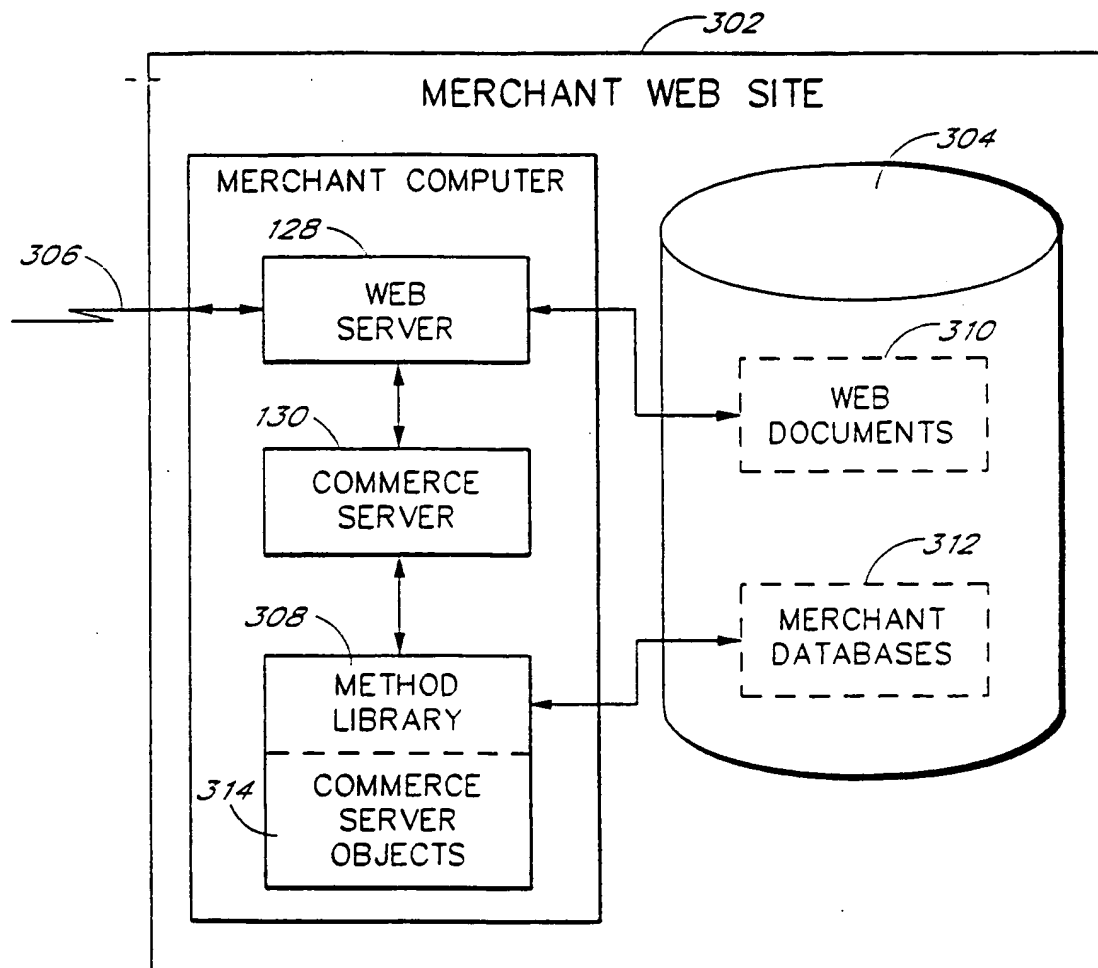 302
MERCHANT WEB SITE
304
MERCHANT COMPUTER
128
306
WEB
SERVER
310
WEB
DOCUMENTS
130
COMMERCE
SERVER
312
MERCHANT
DATABASES
308
METHOD
LIBRARY
314
COMMERCE
SERVER
OBJECTS